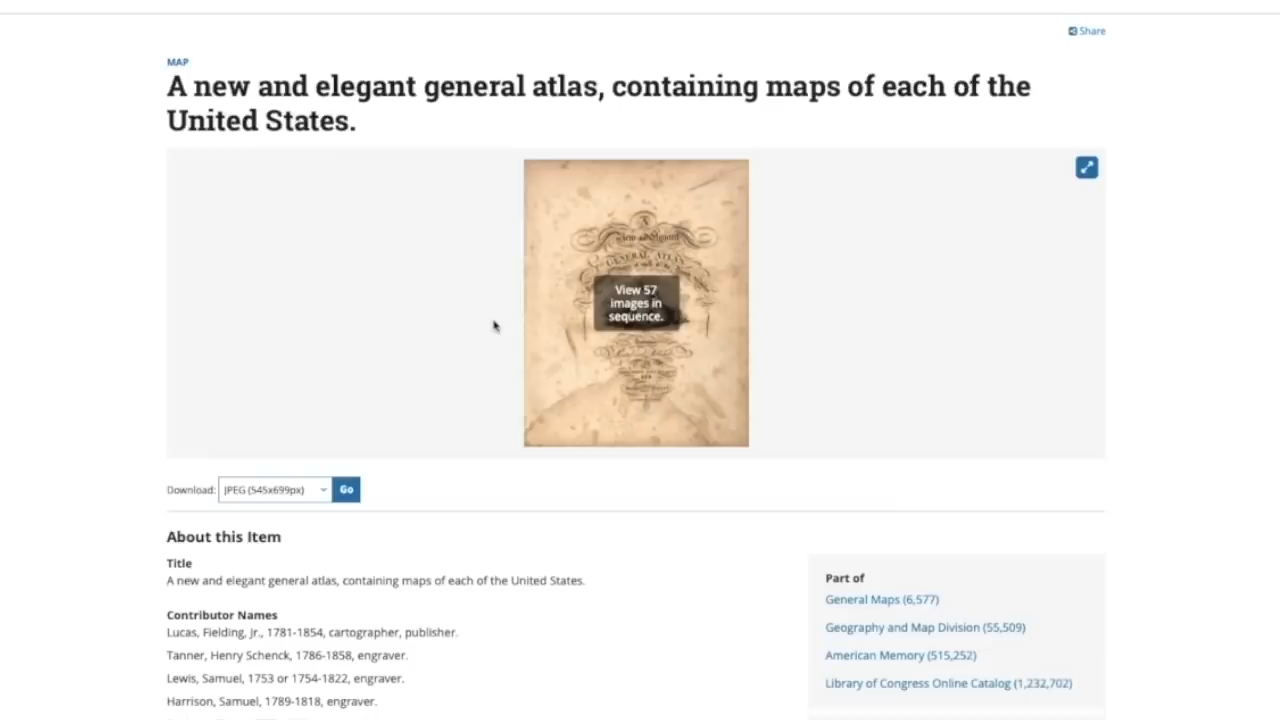 Share
MAP
A new and elegant general atlas, containing maps of each of the
United States.
GENERAL ATLAS
View 57
images in
sequence.
Download: JPEG (545x699px) Go
About this Item
Title
A new and elegant general atlas, containing maps of each of the United States.
Contributor Names
Lucas, Fielding, Jr., 1781-1854, cartographer, publisher.
Tanner, Henry Schenck, 1786-1858, engraver.
Lewis, Samuel, 1753 or 1754-1822, engraver.
Harrison, Samuel, 1789-1818, engraver.
Part of
General Maps (6,577)
Geography and Map Division (55,509)
American Memory (515,252)
Library of Congress Online Catalog (1,232,702)